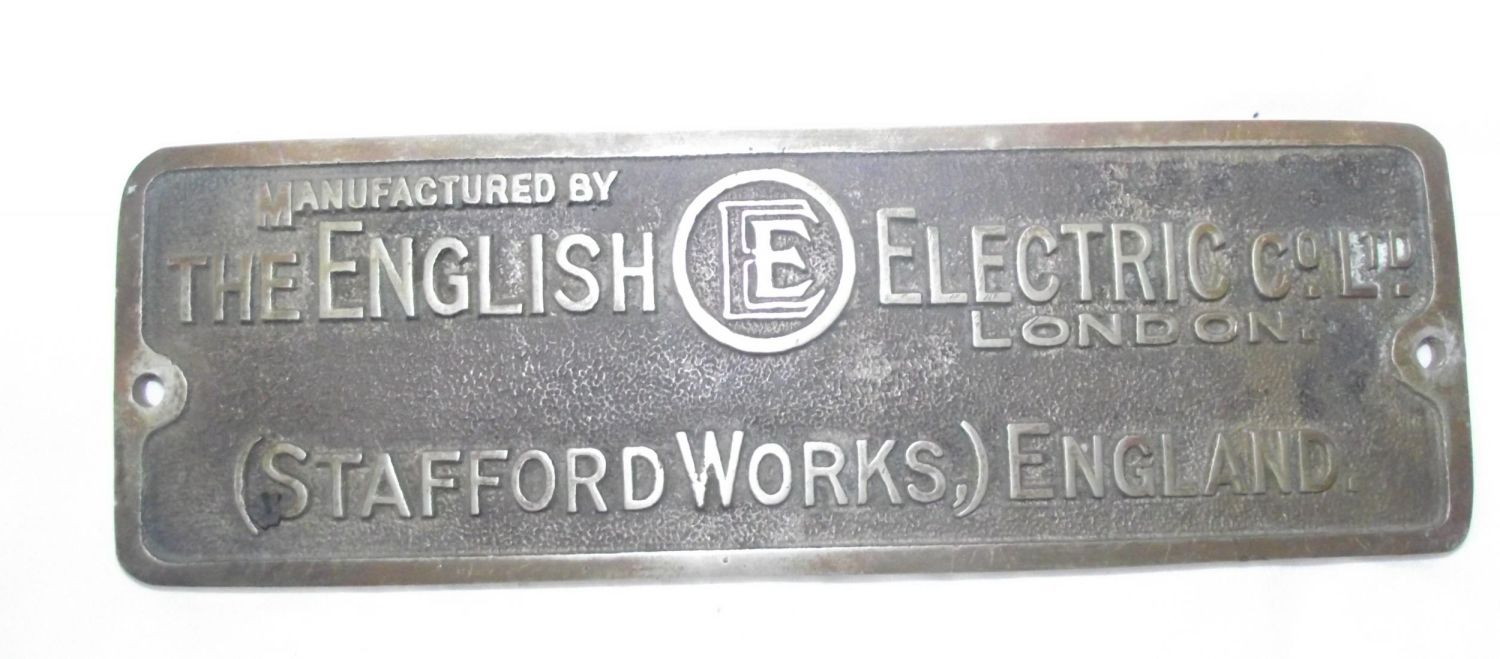 MANUFACTURED BY
THE ENGLISH EE ELECTRIC CO. LTD.
LONDON.
(STAFFORD WORKS,) ENGLAND.